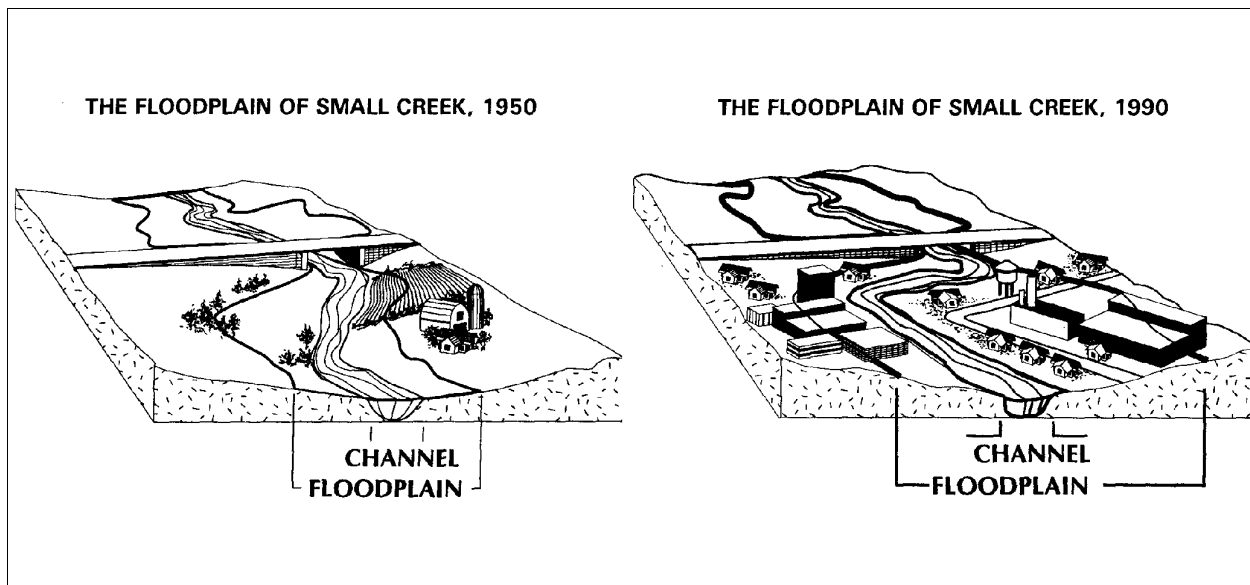 THE FLOODPLAIN OF SMALL CREEK, 1950
CHANNEL
FLOODPLAIN
THE FLOODPLAIN OF SMALL CREEK, 1990
CHANNEL
FLOODPLAIN